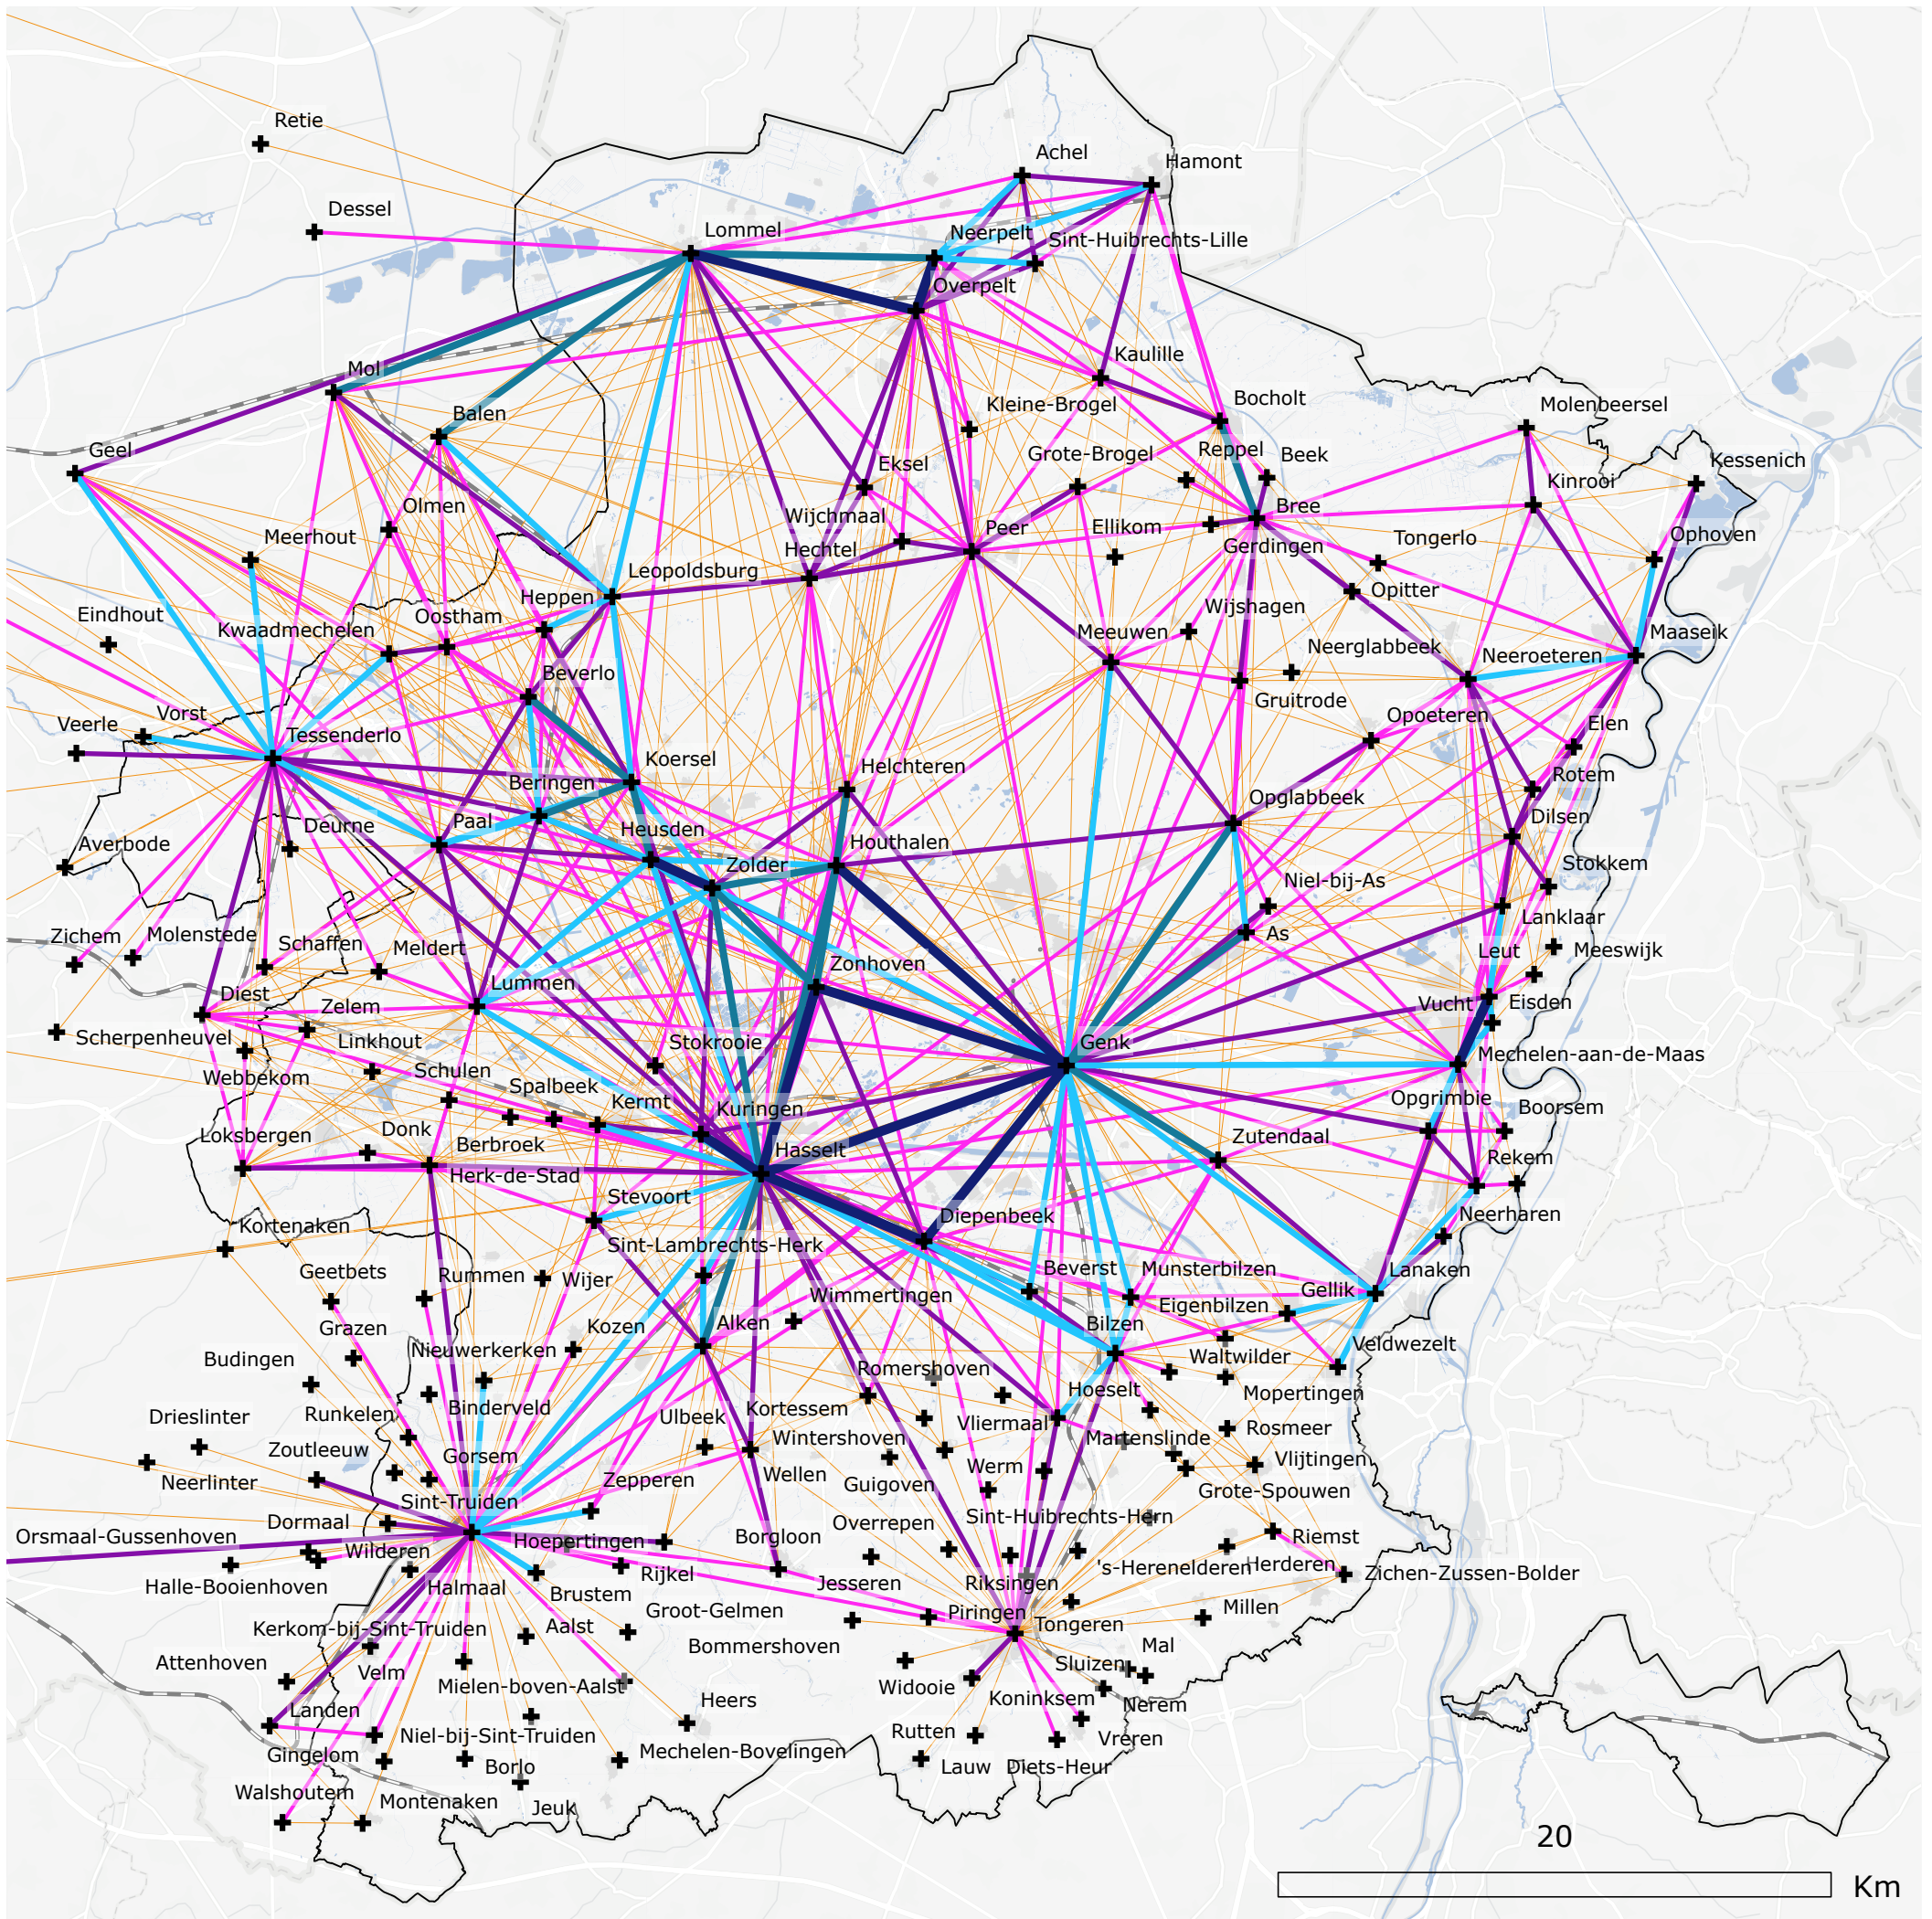 Retie
Achel
Hamont
Dessel
Lommel
Neerpelt
Sint-Huibrechts-Lille
Overpelt
Mol
Kaulille
Balen
Bocholt
Molenbeersel
Kleine-Brogel
Geel
Eksel
Grote-Brogel
Reppel
Beek
Kessenich
Kinrooi
Olmen
Wijchmaal
Peer
Ellikom
Bree
Meerhout
Hechtel
Gerdingen
Tongerlo
Ophoven
Leopoldsburg
Heppen
Opitter
Eindhout
Kwaadmechelen
Oostham
Wijshagen
Meeuwen
Neerglabbeek
Neeroeteren
Maaseik
Beverlo
Gruitrode
Veerle
Vorst
Tessenderlo
Opoeteren
Elen
Koersel
Helchteren
Beringen
Rotem
Opglabbeek
Deurne
Paal
Heusden
Dilsen
Averbode
Zolder
Houthalen
Stokkem
Niel-bij-As
Lanklaar
Zichem
Molenstede
Schaffen
Meldert
As
Leut
Meeswijk
Zonhoven
Diest
Zelem
Lummen
Vucht
Eisden
Scherpenheuvel
Linkhout
Stokrooie
Genk
Mechelen-aan-de-Maas
Webbekom
Schulen
Spalbeek
Kermt
Kuringen
Opgrimbie
Boorsem
Loksbergen
Donk
Berbroek
Hasselt
Zutendaal
Rekem
Herk-de-Stad
Stevoort
Kortenaken
Diepenbeek
Neerharen
Sint-Lambrechts-Herk
Geetbets
Rummen
Wijer
Beverst
Munsterbilzen
Lanaken
Wimmertingen
Eigenbilzen
Gellik
Grazen
Kozen
Alken
Bilzen
Budingen
Nieuwerkerken
Romershoven
Waltwilder
Veldwezelt
Hoeselt
Mopertingen
Drieslinter
Runkelen
Binderveld
Ulbeek
Kortessem
Vliermaal
Rosmeer
Zoutleeuw
Gorsem
Wintershoven
Martenslinde
Neerlinter
Zepperen
Wellen
Guigoven
Werm
Vlijtingen
Grote-Spouwen
Sint-Truiden
Orsmaal-Gussenhoven
Dormaal
Overrepen
Sint-Huibrechts-Hern
Wilderen
Hoepertingen
Borgloon
Riemst
Halle-Booienhoven
Halmaal
Brustem
Rijkel
Jesseren
Riksingen
's-Herenelderen
Herderen
Zichen-Zussen-Bolder
Kerkom-bij-Sint-Truiden
Aalst
Groot-Gelmen
Piringen
Tongeren
Millen
Attenhoven
Velm
Bommershoven
Mal
Mielen-boven-Aalst
Widooie
Sluizen
Landen
Heers
Koninksem
Nerem
Niel-bij-Sint-Truiden
Rutten
Vreren
Gingelom
Borlo
Mechelen-Bovelingen
Lauw
Diets-Heur
Walshoutem
Montenaken
Jeuk
20
Km